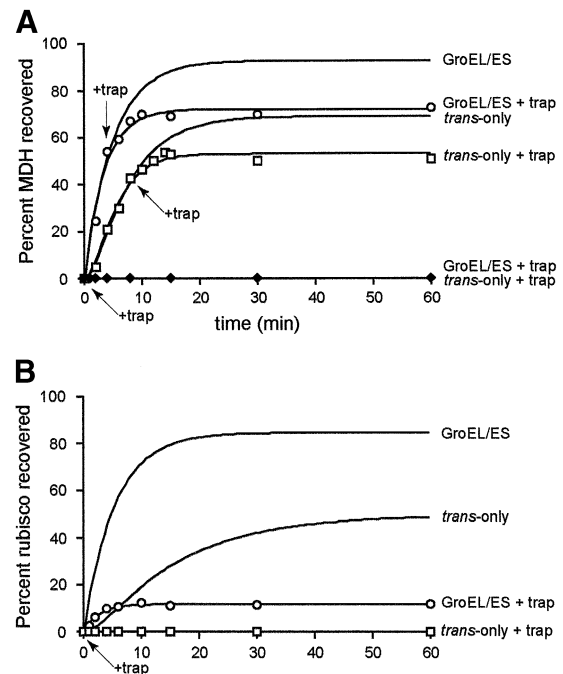 A
Percent MDH recovered
100
80
60
40
20
0
+trap
+trap
+trap
GroEL/ES
GroEL/ES + trap
trans-only
trans-only + trap
GroEL/ES + trap
trans-only + trap
0 10 20 30 40 50 60
time (min)
B
Percent rubisco recovered
100
80
60
40
20
0
GroEL/ES
trans-only
GroEL/ES + trap
trans-only + trap
0 10 20 30 40 50 60
+trap